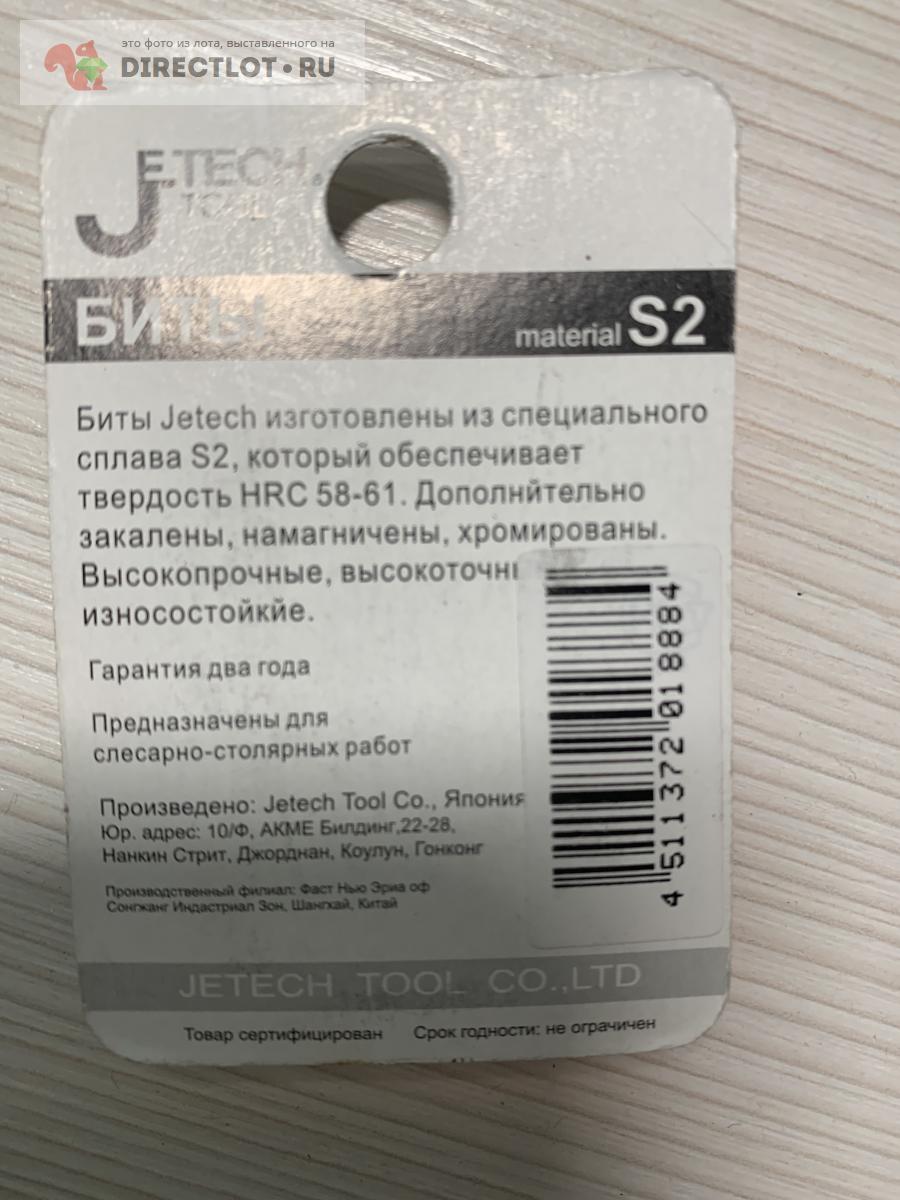 это фото из лота, выставленного на
DIRECTLOT.RU
JETECH
TOOL
БИТЫ
material S2
Биты Jetech изготовлены из специального
сплава S2, который обеспечивает
твердость HRC 58-61. Дополнйтельно
закалены, намагничены, хромированы.
Высокопрочные, высокоточнı
износостойкйе.
Гарантия два года
Предназначены для
слесарно-столярных работ
Произведено: Jetech Tool Co., Япония
Юр. адрес: 10/Ф, АКМЕ Билдинг,22-28,
Нанкин Стрит, Джорднан, Коулун, Гонконг
Производственный филиал: Фаст Нью Эриа оф
Сонгжанг Индастриал Зон, Шангхай, Китай
4 511372 018884
JETECH TOOL CO.,LTD
Товар сертифицирован Срок годности: не ограчичен